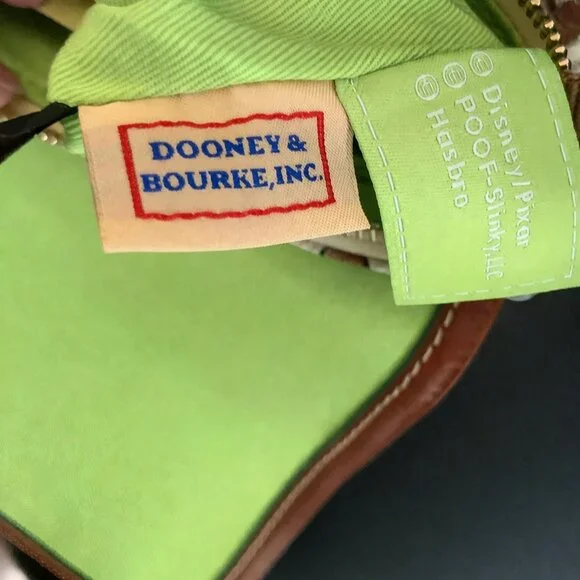 DOONEY &
BOURKE, INC.
© Disney/Pixar
© POOF-Slinky, LLC
© Hasbro